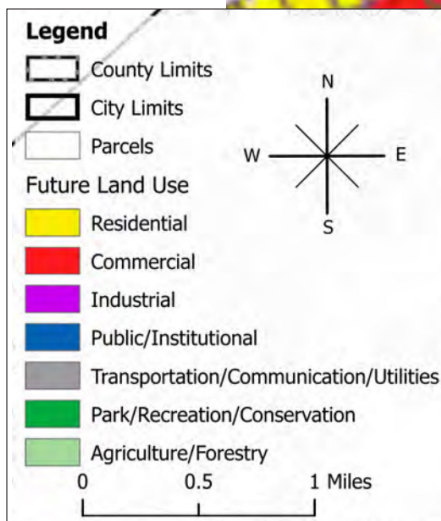 Legend
County Limits
City Limits
Parcels
Future Land Use
Residential
Commercial
Industrial
Public/Institutional
Transportation/Communication/Utilities
Park/Recreation/Conservation
Agriculture/Forestry
N
W E
S
0 0.5 1 Miles